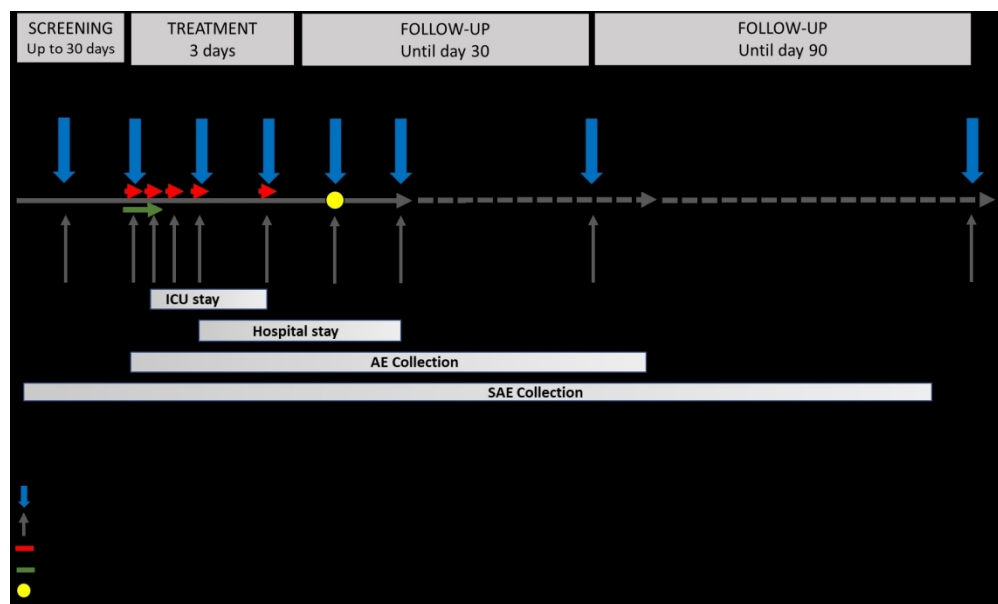 SCREENING
Up to 30 days
TREATMENT
3 days
FOLLOW-UP
Until day 30
FOLLOW-UP
Until day 90
ICU stay
Hospital stay
AE Collection
SAE Collection